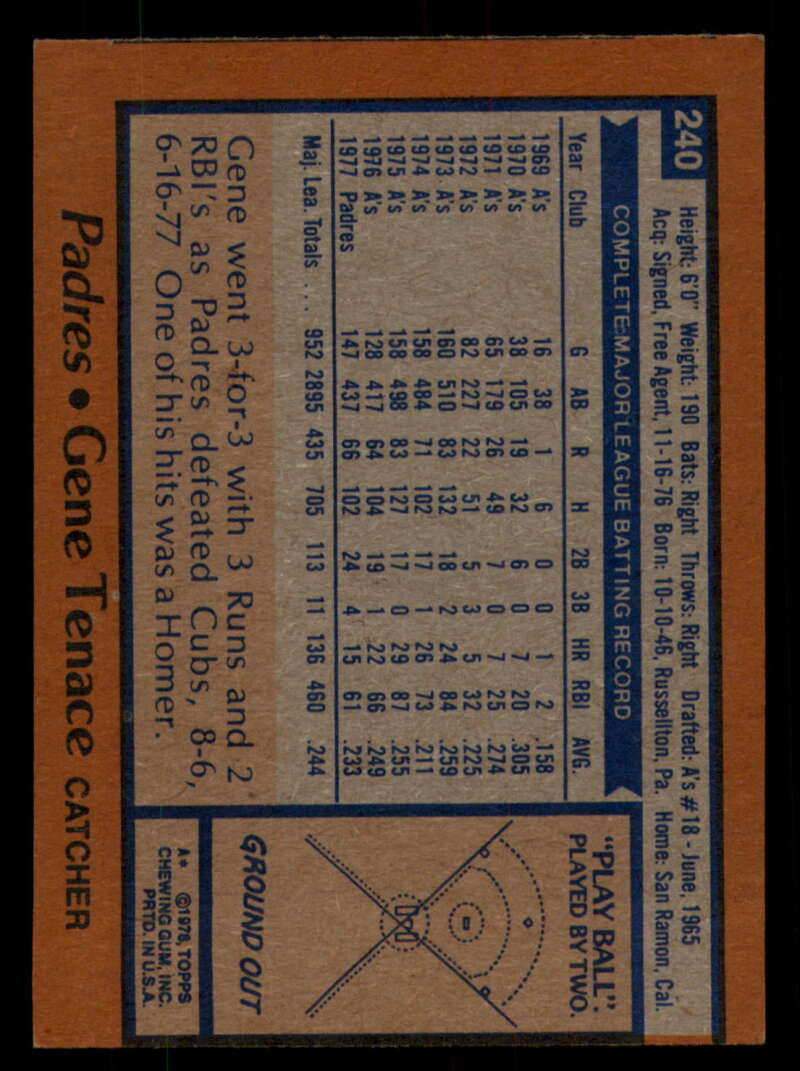 240
Height: 6'0" Weight: 190 Bats: Right Throws: Right Drafted: A's #18 - June, 1965
Acq: Signed, Free Agent, 11-16-76 Born: 10-10-46, Russellton, Pa. Home: San Ramon, Cal.
COMPLETE MAJOR LEAGUE BATTING RECORD
Year Club G AB R H 2B 3B HR RBI AVG.
1969 A's 16 38 1 6 0 0 1 2 .158
1970 A's 38 105 19 32 6 0 7 20 .305
1971 A's 65 179 26 49 7 0 7 25 .274
1972 A's 82 227 22 51 5 3 5 32 .225
1973 A's 160 510 83 132 18 2 24 84 .259
1974 A's 158 484 71 102 17 1 26 73 .211
1975 A's 158 498 83 127 17 0 29 87 .255
1976 A's 128 417 64 104 19 1 22 66 .249
1977 Padres 147 437 66 102 24 4 15 61 .233
Maj. Lea. Totals . . . 952 2895 435 705 113 11 136 460 .244
Gene went 3-for-3 with 3 Runs and 2
RBI's as Padres defeated Cubs, 8-6,
6-16-77 One of his hits was a Homer.
"PLAY BALL".
PLAYED BY TWO.
GROUND OUT
A* ©1978, TOPPS
CHEWING GUM, INC.
PRTD. IN U.S.A.
Padres • Gene Tenace CATCHER